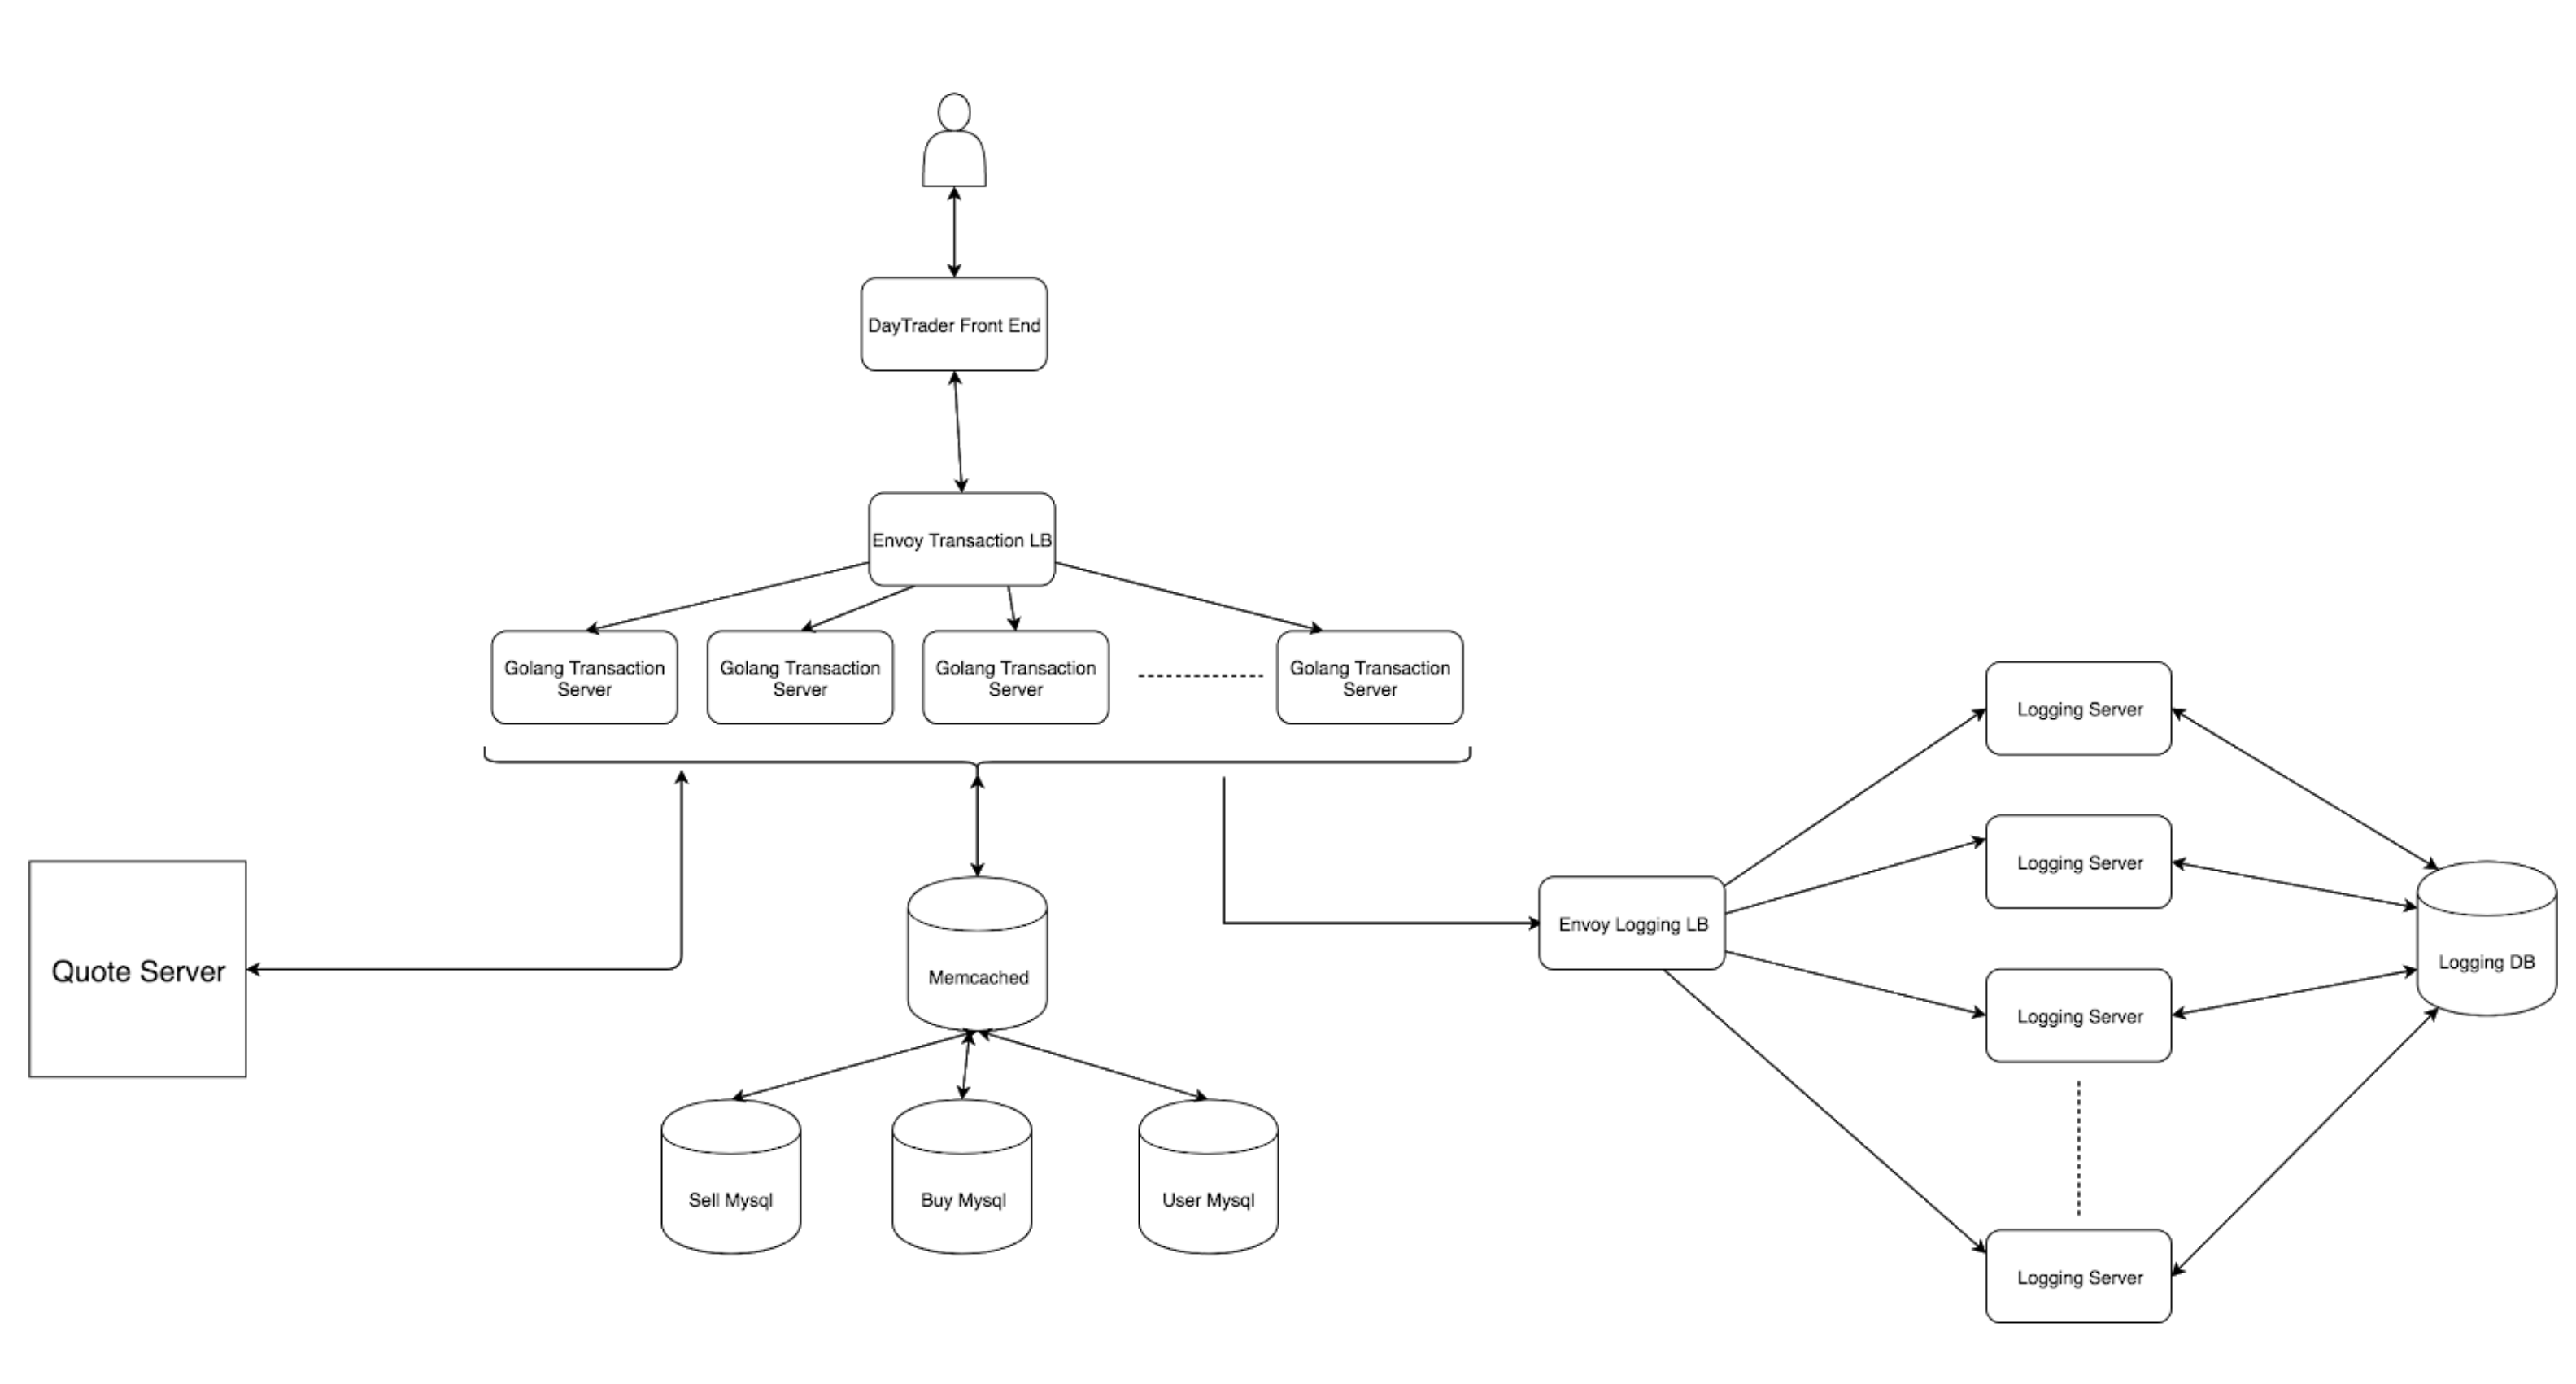 DayTrader Front End
Envoy Transaction LB
Golang Transaction
Server
Golang Transaction
Server
Golang Transaction
Server
Golang Transaction
Server
Quote Server
Memcached
Sell Mysql
Buy Mysql
User Mysql
Envoy Logging LB
Logging Server
Logging Server
Logging Server
Logging Server
Logging DB